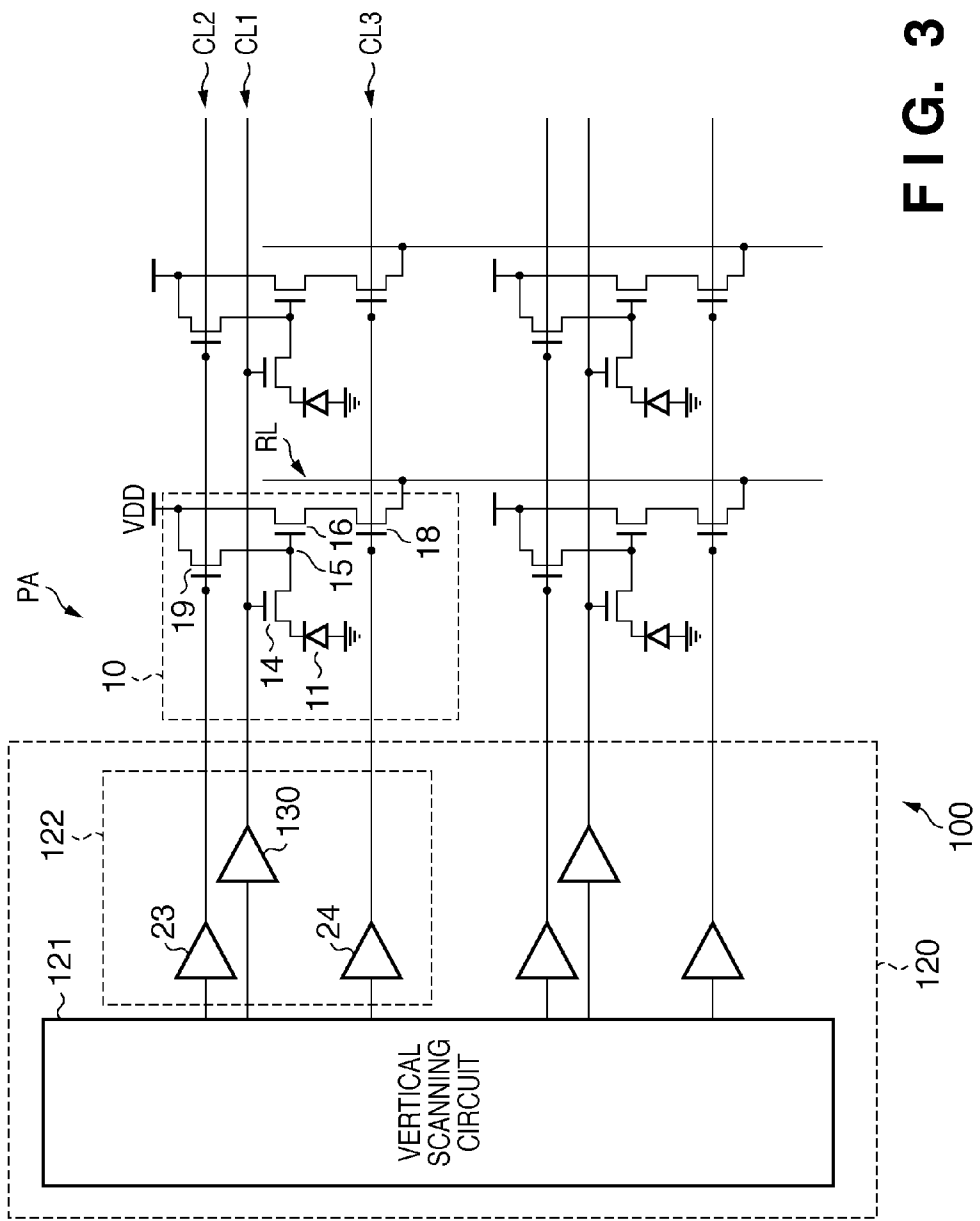 FIG. 3
CL2
CL1
CL3
PA
VDD
RL
10
19
14
11
15
16
18
122
130
121
23
24
100
120
VERTICAL
SCANNING
CIRCUIT